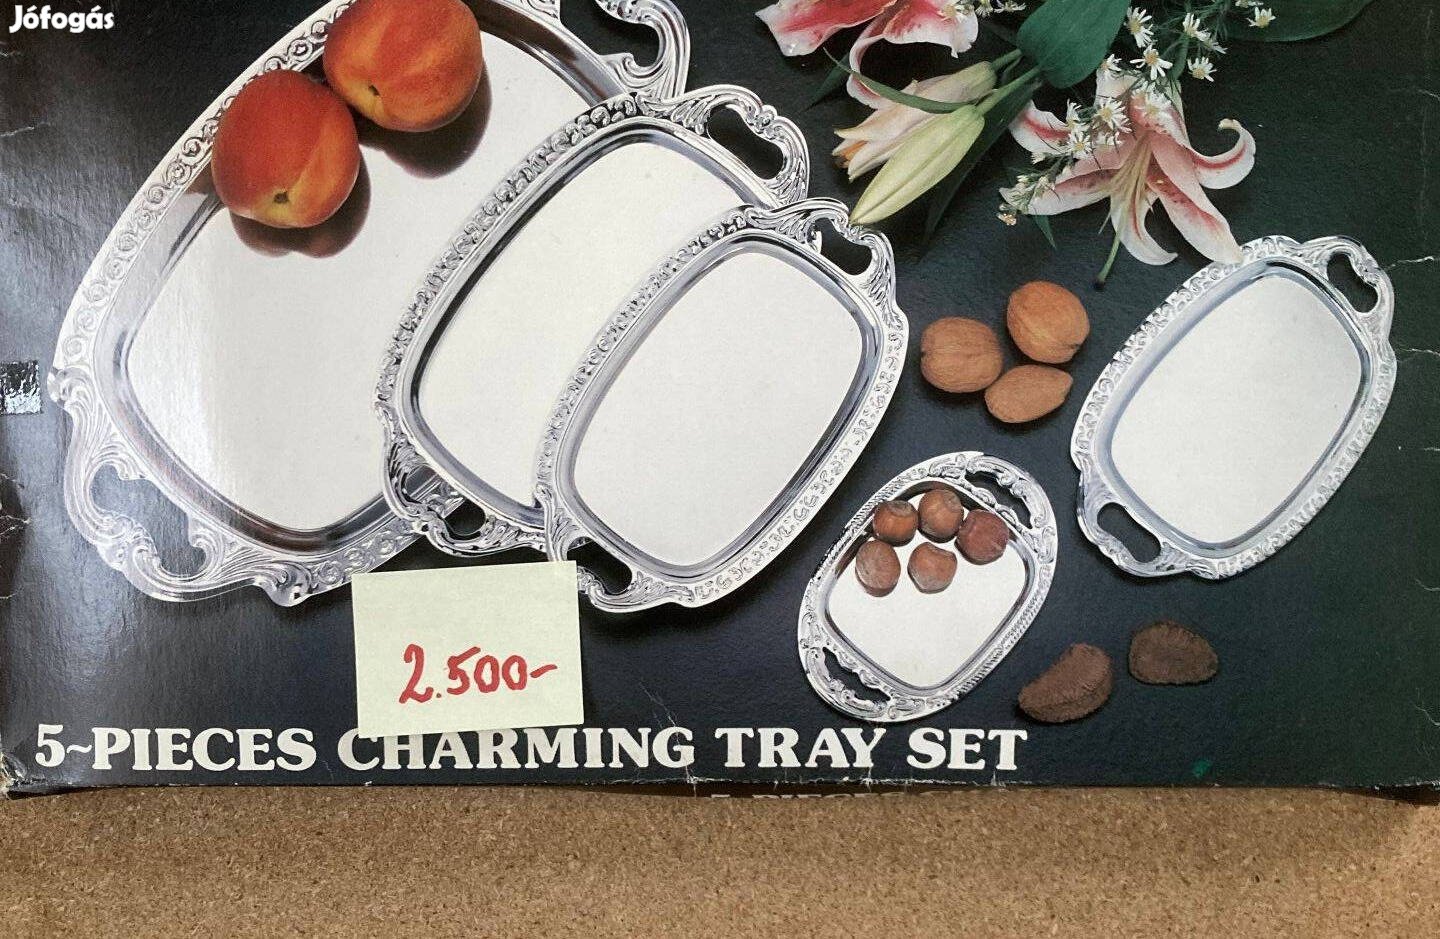 Jófogás
2.500-
5~PIECES CHARMING TRAY SET